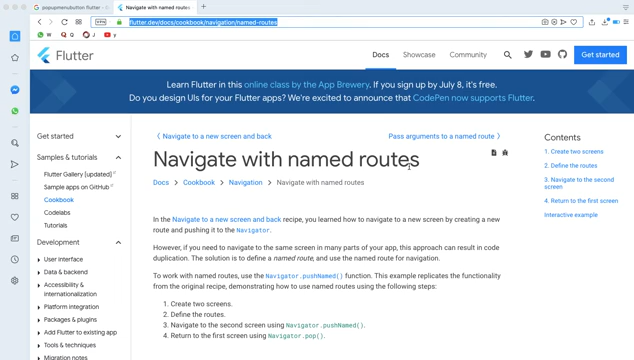 popupmenubutton flutter -
Navigate with named routes
VPN
flutter.dev/docs/cookbook/navigation/named-routes
W
Q
J
y
Flutter
Docs
Showcase
Community
Get started
Learn Flutter in this online class by the App Brewery. If you sign up by July 8, it's free.
Do you design UIs for your Flutter apps? We're excited to announce that CodePen now supports Flutter.
Get started
Samples & tutorials
Flutter Gallery [updated]
Sample apps on GitHub
Cookbook
Codelabs
Tutorials
Development
User interface
Data & backend
Accessibility &
internationalization
Platform integration
Packages & plugins
Add Flutter to existing app
Tools & techniques
Migration notes
Navigate to a new screen and back
Pass arguments to a named route
Navigate with named routes
Docs > Cookbook > Navigation > Navigate with named routes
In the Navigate to a new screen and back recipe, you learned how to navigate to a new screen by creating a new
route and pushing it to the Navigator.
However, if you need to navigate to the same screen in many parts of your app, this approach can result in code
duplication. The solution is to define a named route, and use the named route for navigation.
To work with named routes, use the Navigator.pushNamed() function. This example replicates the functionality
from the original recipe, demonstrating how to use named routes using the following steps:
1. Create two screens.
2. Define the routes.
3. Navigate to the second screen using Navigator.pushNamed().
4. Return to the first screen using Navigator.pop().
Contents
1. Create two screens
2. Define the routes
3. Navigate to the second
screen
4. Return to the first screen
Interactive example